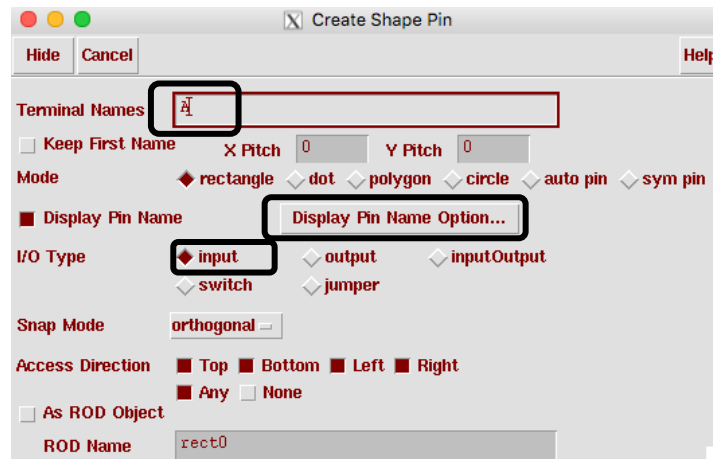 Create Shape Pin
Hide Cancel Help
Terminal Names A
Keep First Name X Pitch 0 Y Pitch 0
Mode rectangle dot polygon circle auto pin sym pin
Display Pin Name Display Pin Name Option...
I/O Type input output inputOutput
switch jumper
Snap Mode orthogonal
Access Direction Top Bottom Left Right
Any None
As ROD Object
ROD Name rect0